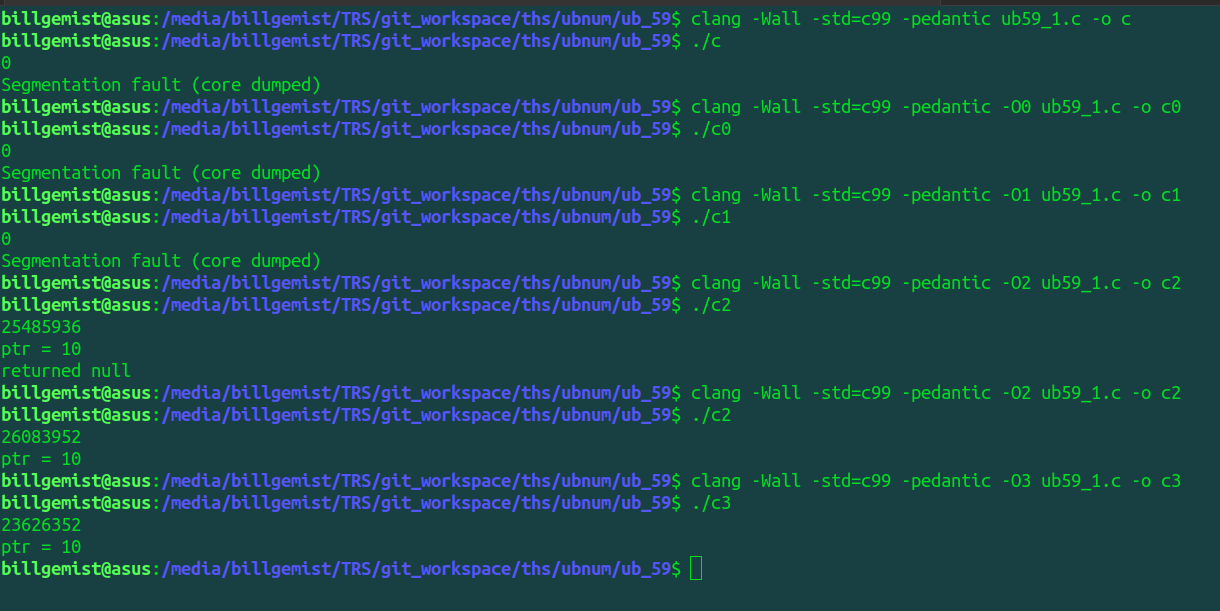 billgemist@asus:/media/billgemist/TRS/git_workspace/ths/ubnum/ub_59$ clang -Wall -std=c99 -pedantic ub59_1.c -o c
billgemist@asus:/media/billgemist/TRS/git_workspace/ths/ubnum/ub_59$ ./c
0
Segmentation fault (core dumped)
billgemist@asus:/media/billgemist/TRS/git_workspace/ths/ubnum/ub_59$ clang -Wall -std=c99 -pedantic -O0 ub59_1.c -o c0
billgemist@asus:/media/billgemist/TRS/git_workspace/ths/ubnum/ub_59$ ./c0
0
Segmentation fault (core dumped)
billgemist@asus:/media/billgemist/TRS/git_workspace/ths/ubnum/ub_59$ clang -Wall -std=c99 -pedantic -O1 ub59_1.c -o c1
billgemist@asus:/media/billgemist/TRS/git_workspace/ths/ubnum/ub_59$ ./c1
0
Segmentation fault (core dumped)
billgemist@asus:/media/billgemist/TRS/git_workspace/ths/ubnum/ub_59$ clang -Wall -std=c99 -pedantic -O2 ub59_1.c -o c2
billgemist@asus:/media/billgemist/TRS/git_workspace/ths/ubnum/ub_59$ ./c2
25485936
ptr = 10
returned null
billgemist@asus:/media/billgemist/TRS/git_workspace/ths/ubnum/ub_59$ clang -Wall -std=c99 -pedantic -O2 ub59_1.c -o c2
billgemist@asus:/media/billgemist/TRS/git_workspace/ths/ubnum/ub_59$ ./c2
26083952
ptr = 10
billgemist@asus:/media/billgemist/TRS/git_workspace/ths/ubnum/ub_59$ clang -Wall -std=c99 -pedantic -O3 ub59_1.c -o c3
billgemist@asus:/media/billgemist/TRS/git_workspace/ths/ubnum/ub_59$ ./c3
23626352
ptr = 10
billgemist@asus:/media/billgemist/TRS/git_workspace/ths/ubnum/ub_59$